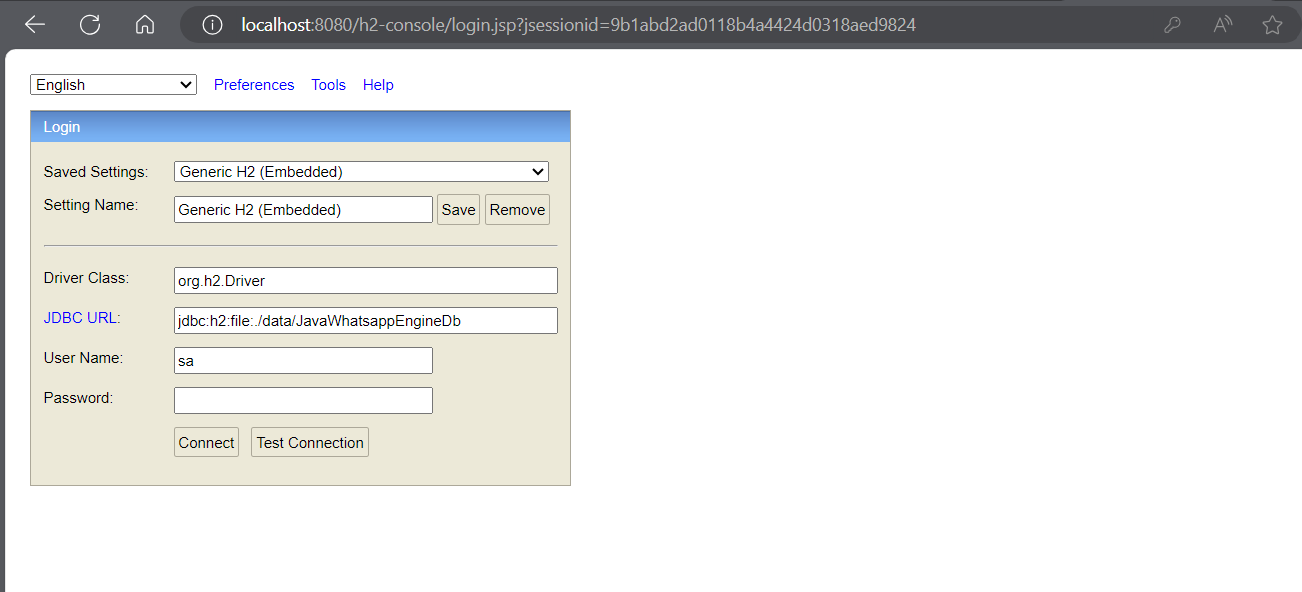 localhost:8080/h2-console/login.jsp?jsessionid=9b1abd2ad0118b4a4424d0318aed9824
English Preferences Tools Help
Login
Saved Settings: Generic H2 (Embedded)
Setting Name: Generic H2 (Embedded) Save Remove
Driver Class: org.h2.Driver
JDBC URL: jdbc:h2:file:./data/JavaWhatsappEngineDb
User Name: sa
Password:
Connect Test Connection